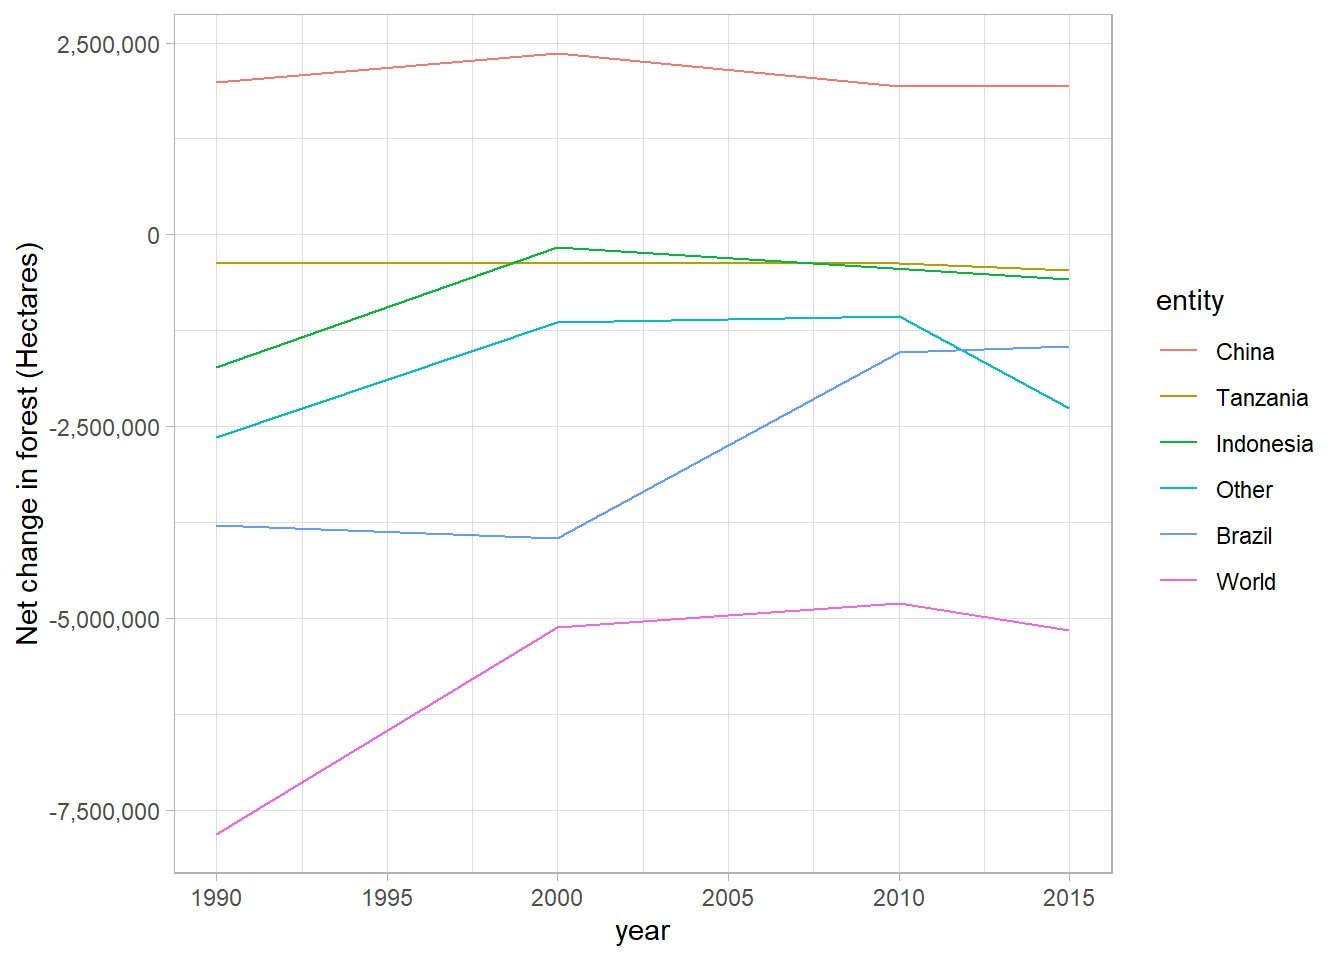 Net change in forest (Hectares)
2,500,000
0
-2,500,000
-5,000,000
-7,500,000
1990 1995 2000 2005 2010 2015
year
entity
China
Tanzania
Indonesia
Other
Brazil
World